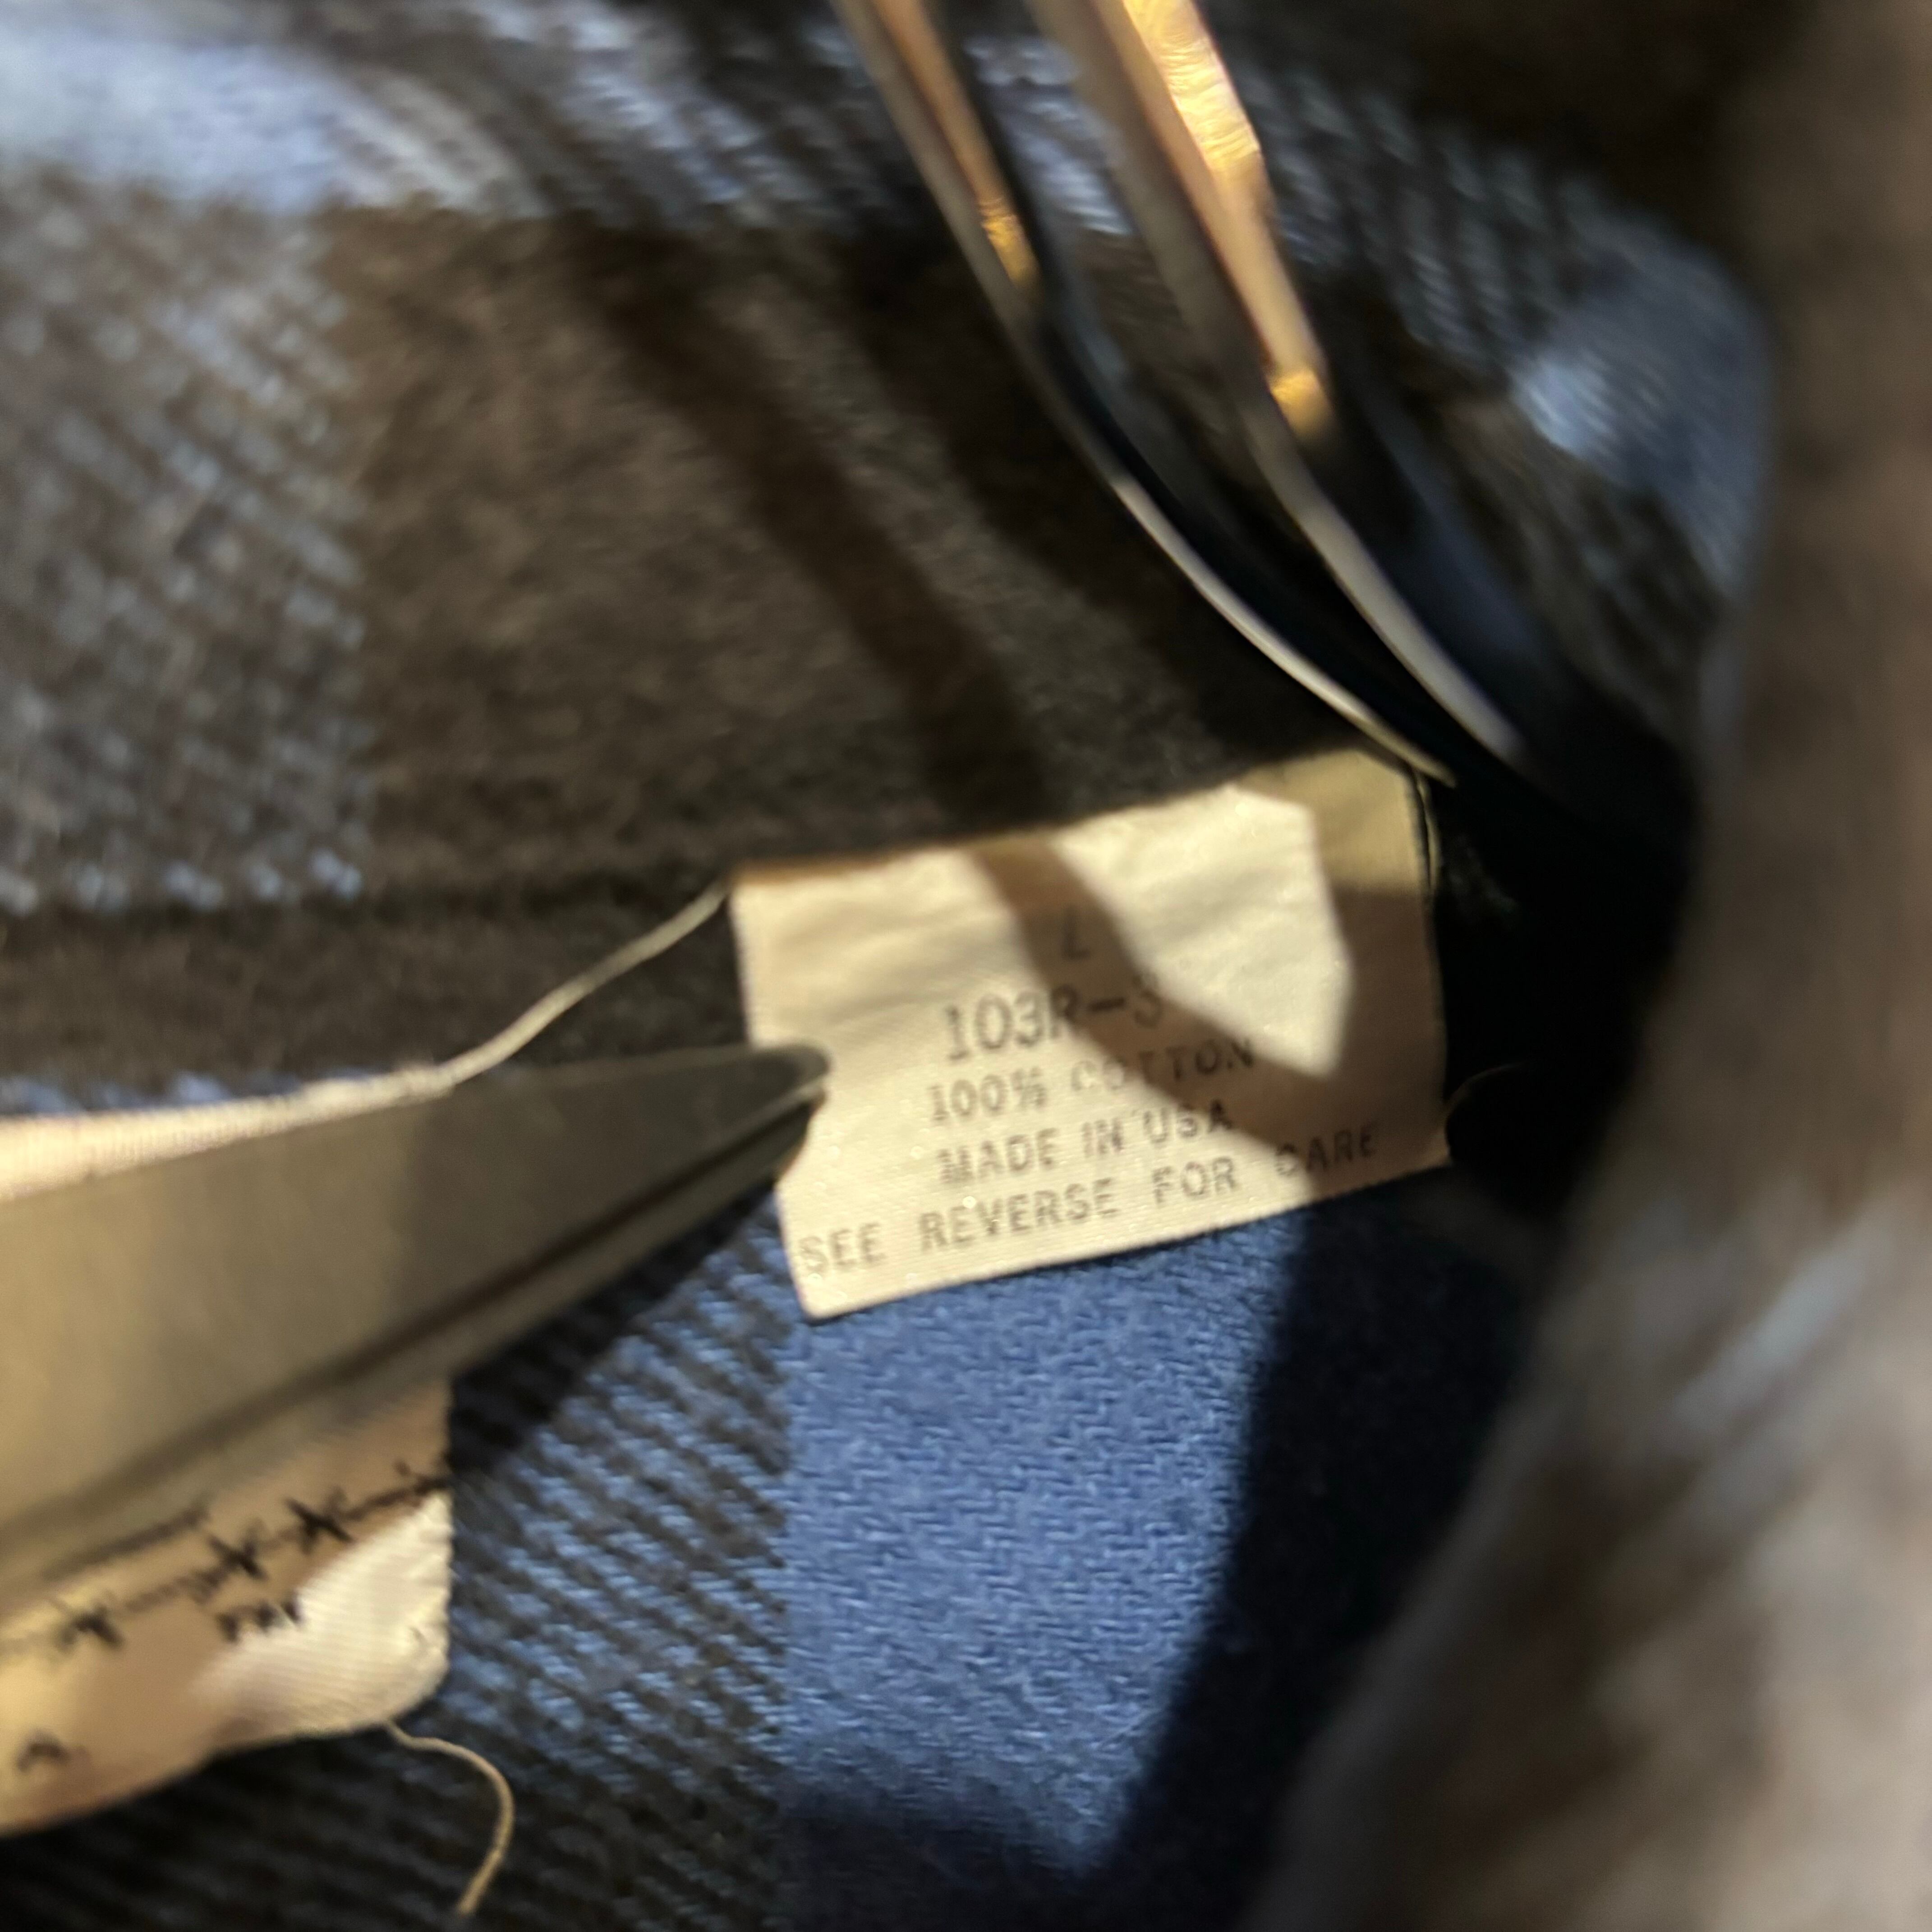 L
103R-3
100% COTTON
MADE IN USA
SEE REVERSE FOR CARE